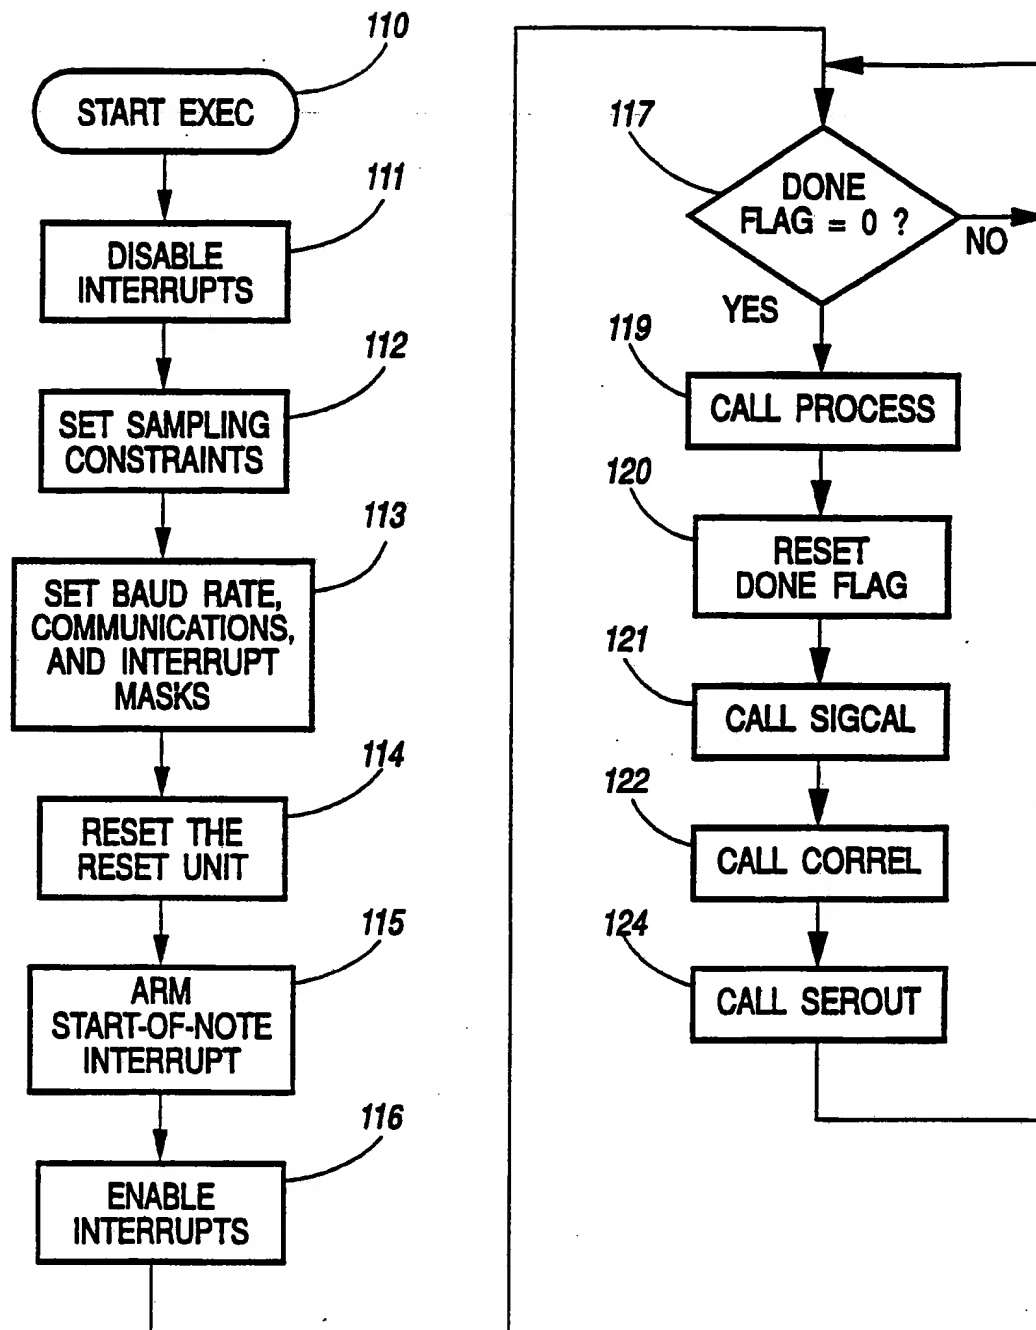 110
START EXEC
111
DISABLE
INTERRUPTS
112
SET SAMPLING
CONSTRAINTS
113
SET BAUD RATE,
COMMUNICATIONS,
AND INTERRUPT
MASKS
114
RESET THE
RESET UNIT
115
ARM
START-OF-NOTE
INTERRUPT
116
ENABLE
INTERRUPTS
117
DONE
FLAG = 0 ?
NO
YES
119
CALL PROCESS
120
RESET
DONE FLAG
121
CALL SIGCAL
122
CALL CORREL
124
CALL SEROUT